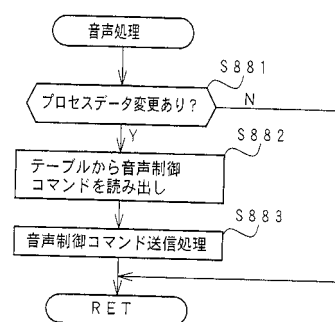 音声処理
S881
プロセスデータ変更あり?
N
Y
S882
テーブルから音声制御
コマンドを読み出し
S883
音声制御コマンド送信処理
RET